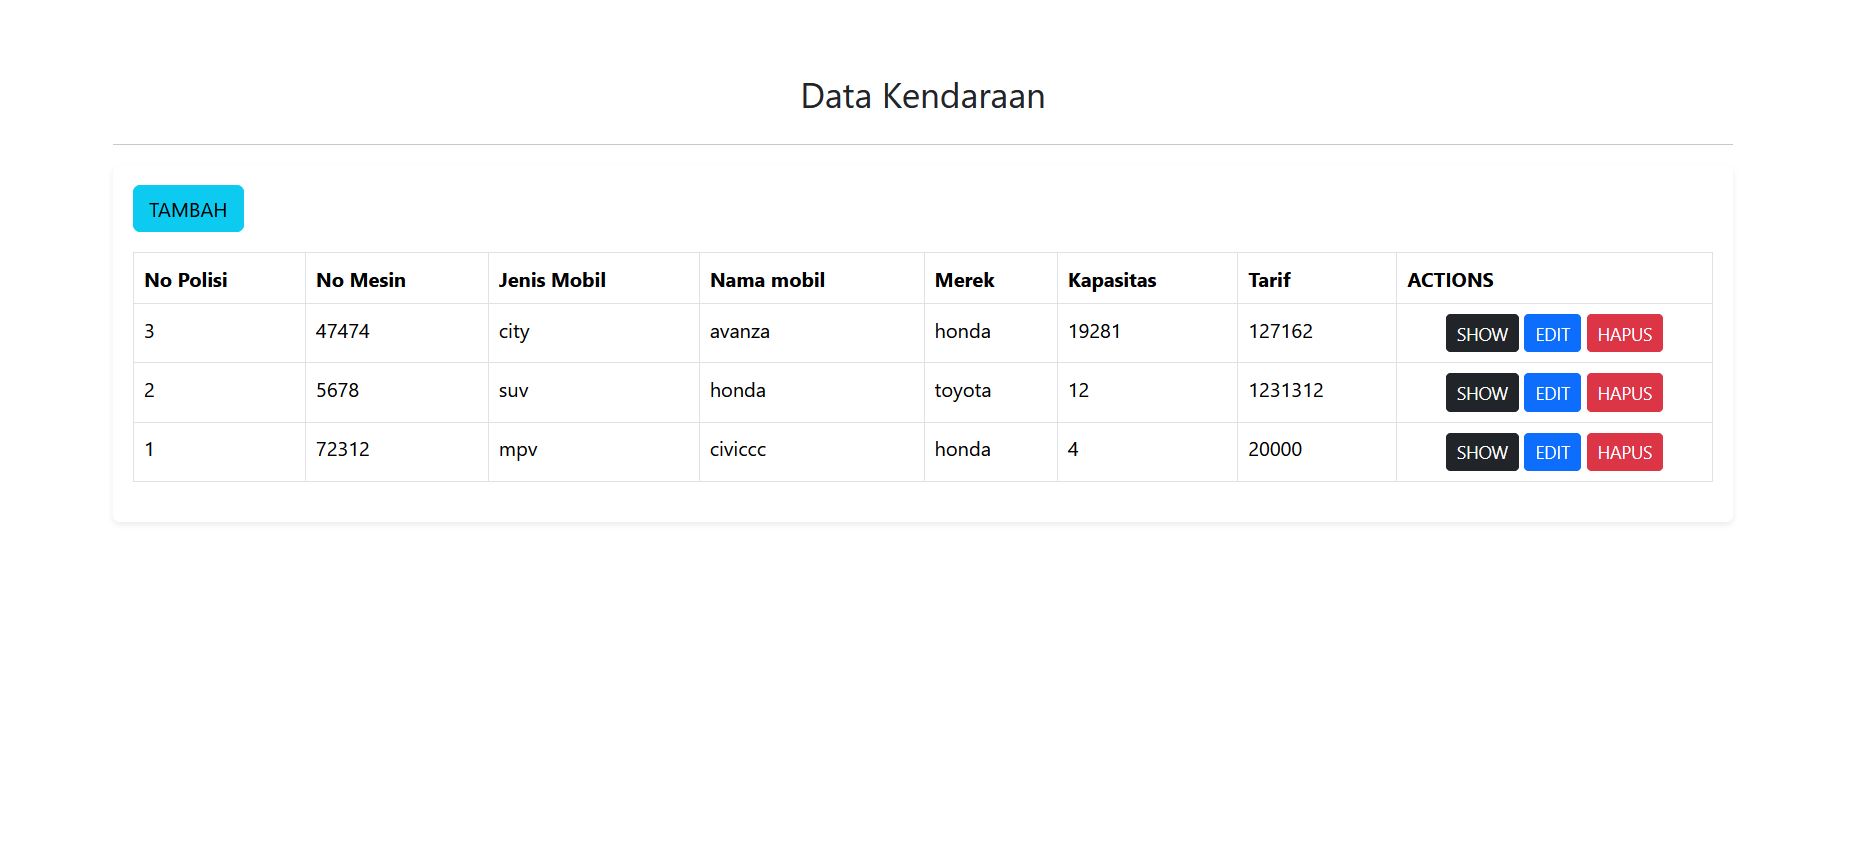 Data Kendaraan
TAMBAH
No Polisi No Mesin Jenis Mobil Nama mobil Merek Kapasitas Tarif ACTIONS
3 47474 city avanza honda 19281 127162 SHOW EDIT HAPUS
2 5678 suv honda toyota 12 1231312 SHOW EDIT HAPUS
1 72312 mpv civiccc honda 4 20000 SHOW EDIT HAPUS